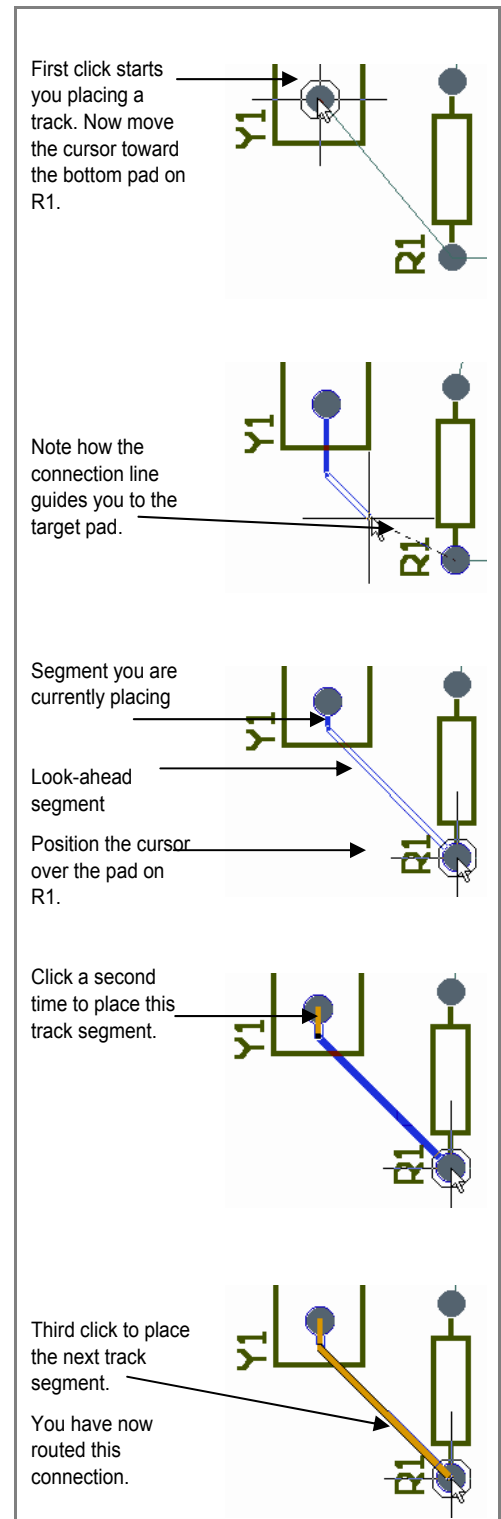 First click starts
you placing a
track. Now move
the cursor toward
the bottom pad on
R1.
Y1
R1
Note how the
connection line
guides you to the
target pad.
Y1
R1
Segment you are
currently placing
Look-ahead
segment
Position the cursor
over the pad on
R1.
Y1
R1
Click a second
time to place this
track segment.
Y1
R1
Third click to place
the next track
segment.
You have now
routed this
connection.
Y1
R1